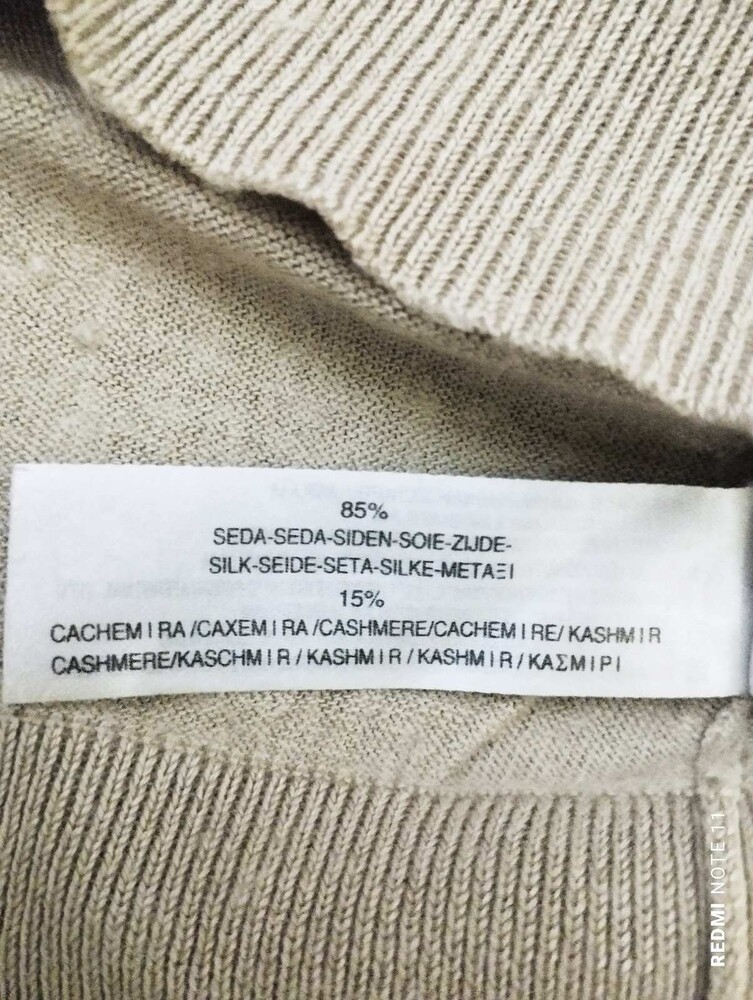 85%
SEDA-SEDA-SIDEN-SOIE-ZIJDE-
SILK-SEIDE-SETA-SILKE-ΜΕΤΑΞΙ
15%
CACHEMIRA/CAXEMIRA/CASHMERE/CACHEMIRE/KASHMIR
CASHMERE/KASCHMIR/KASHMIR/KASHMIR/ΚΑΣΜΙΡΙ
REDMI NOTE 11